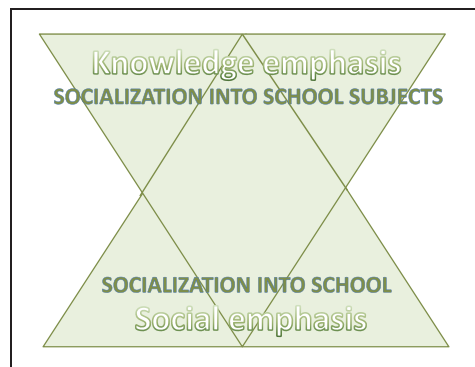 Knowledge emphasis
SOCIALIZATION INTO SCHOOL SUBJECTS
SOCIALIZATION INTO SCHOOL
Social emphasis